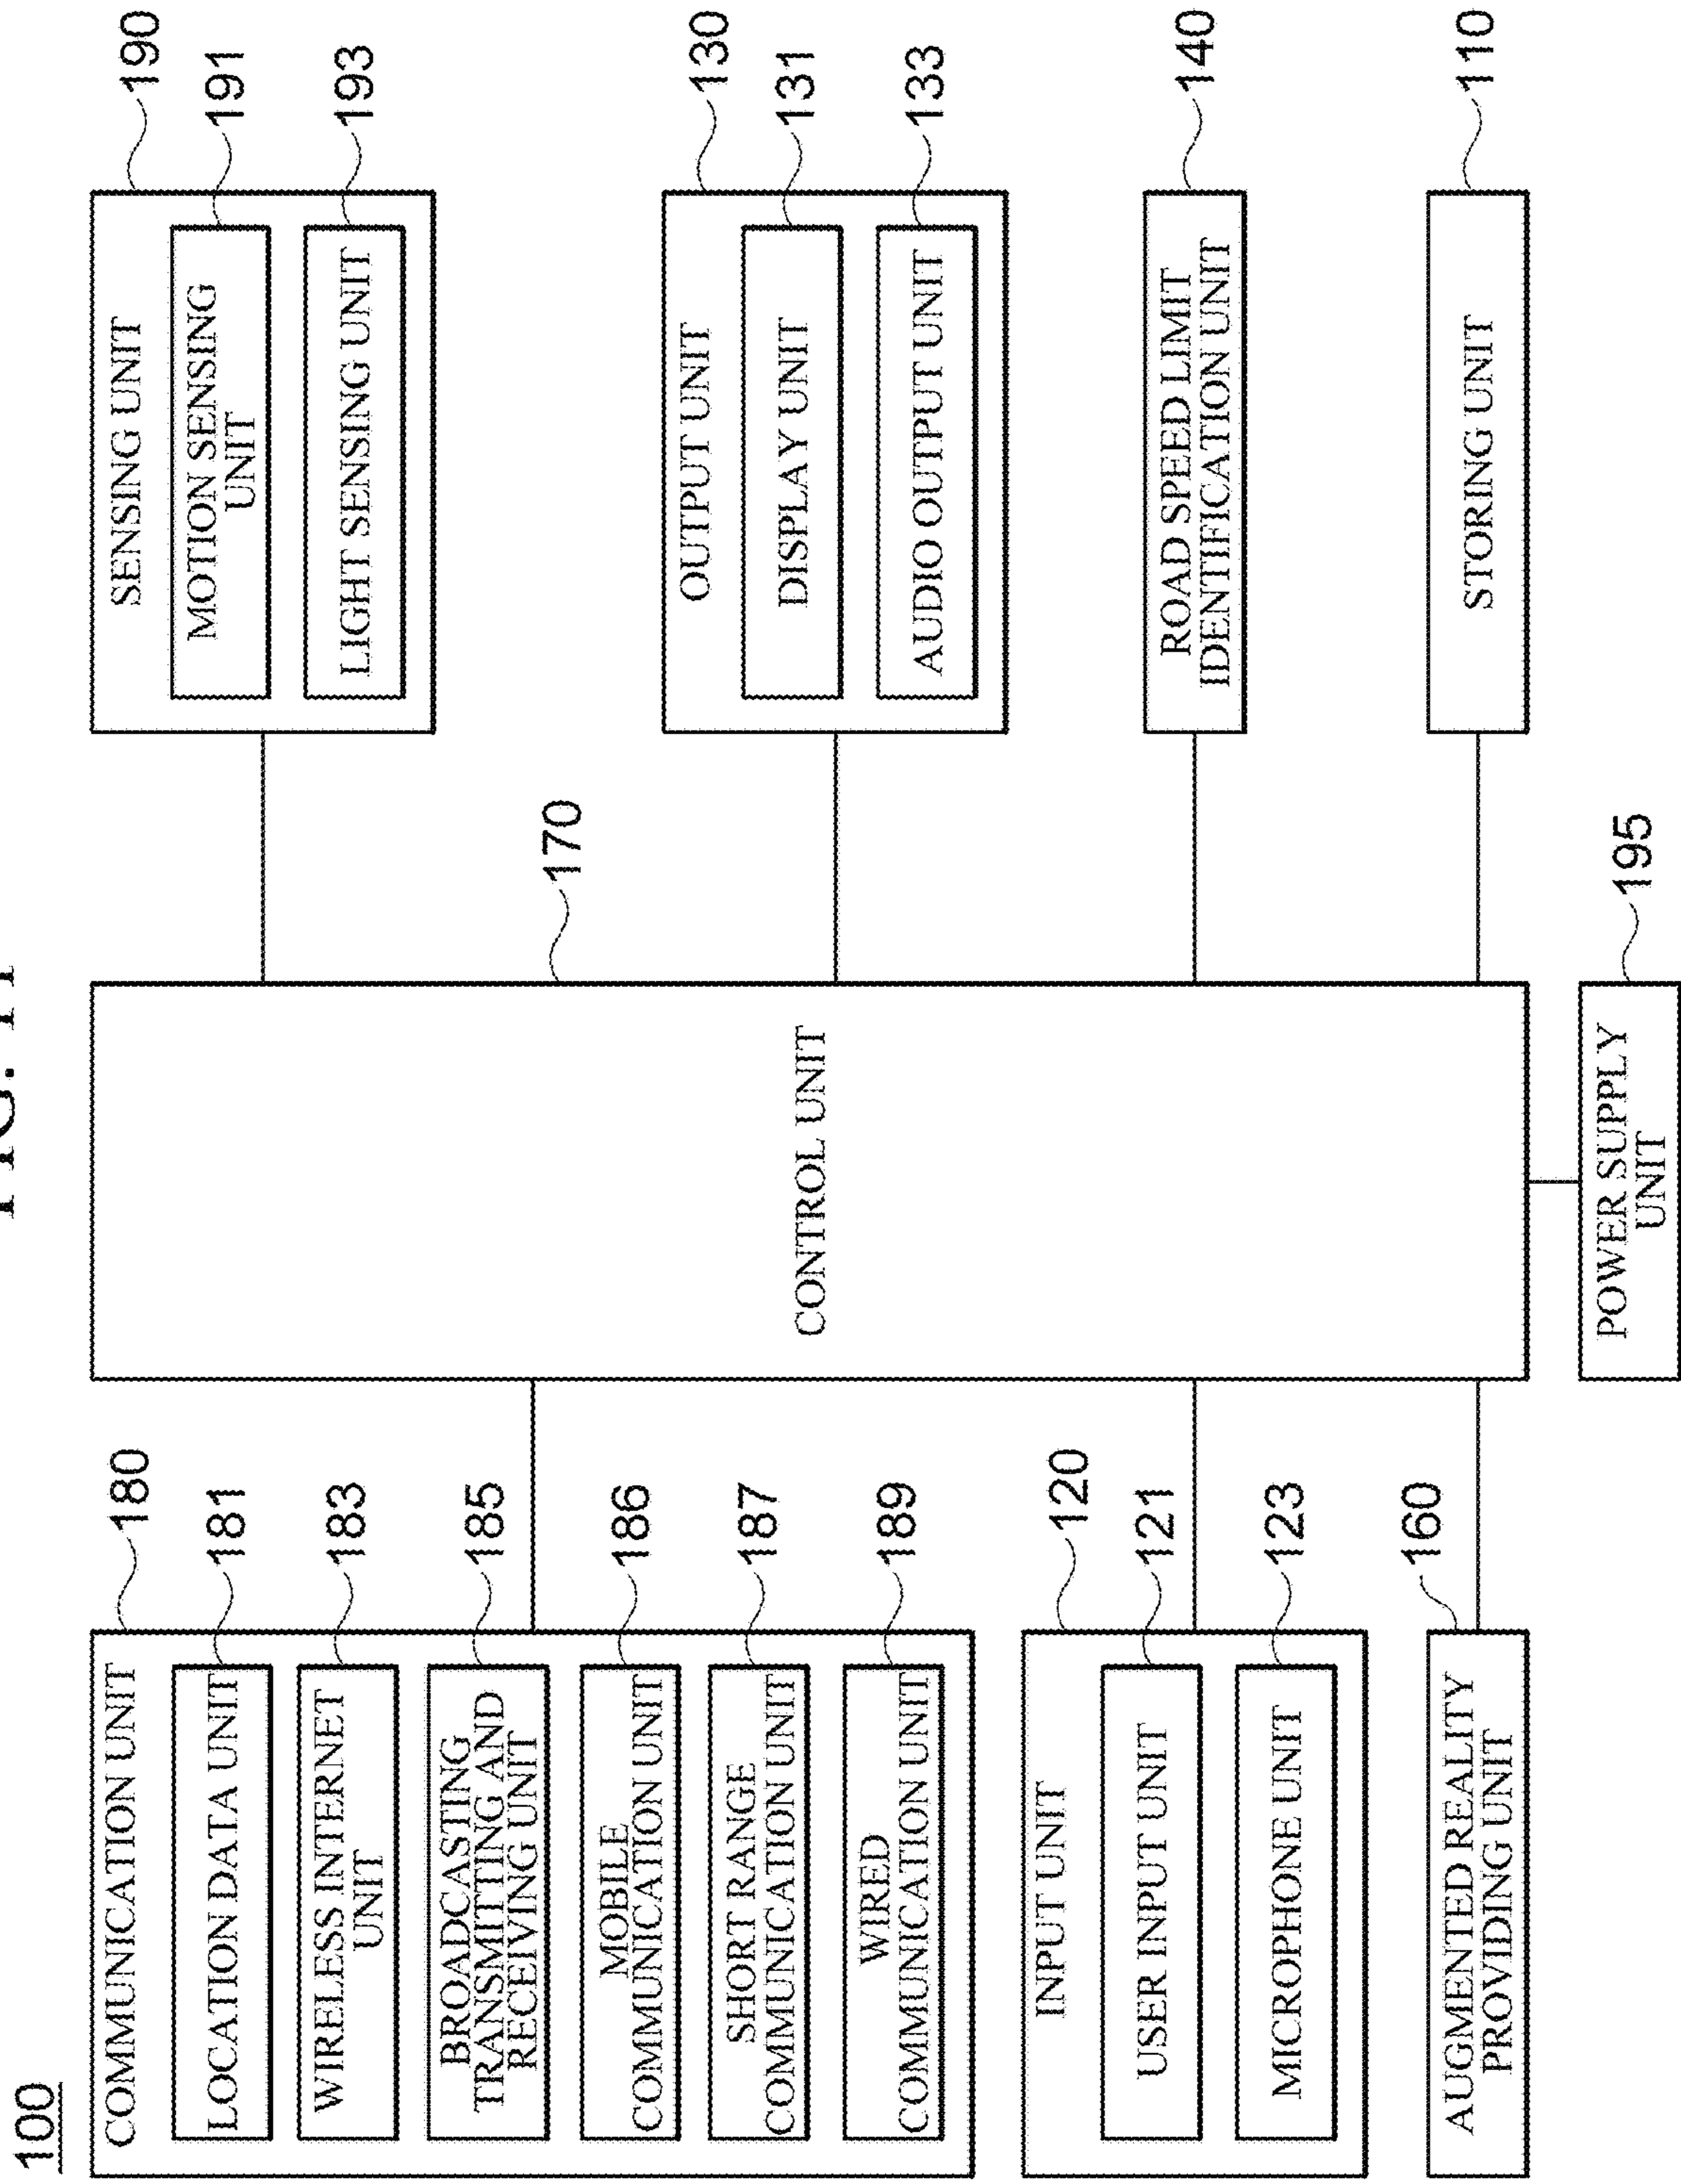 100
COMMUNICATION UNIT
180
LOCATION DATA UNIT
181
WIRELESS INTERNET
UNIT
183
BROADCASTING
TRANSMITTING AND
RECEIVING UNIT
185
MOBILE
COMMUNICATION UNIT
186
SHORT RANGE
COMMUNICATION UNIT
187
WIRED
COMMUNICATION UNIT
189
INPUT UNIT
120
USER INPUT UNIT
121
MICROPHONE UNIT
123
AUGMENTED REALITY
PROVIDING UNIT
160
CONTROL UNIT
170
POWER SUPPLY
UNIT
195
SENSING UNIT
190
MOTION SENSING
UNIT
191
LIGHT SENSING UNIT
193
OUTPUT UNIT
130
DISPLAY UNIT
131
AUDIO OUTPUT UNIT
133
ROAD SPEED LIMIT
IDENTIFICATION UNIT
140
STORING UNIT
110